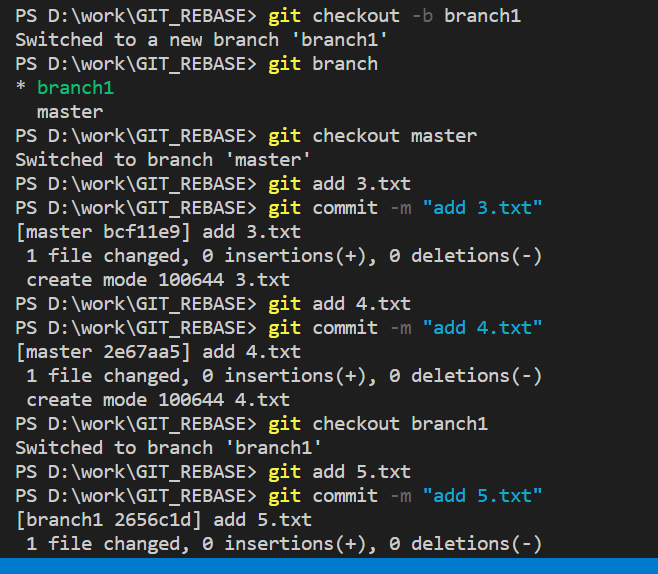 PS D:\work\GIT_REBASE> git checkout -b branch1
Switched to a new branch 'branch1'
PS D:\work\GIT_REBASE> git branch
* branch1
  master
PS D:\work\GIT_REBASE> git checkout master
Switched to branch 'master'
PS D:\work\GIT_REBASE> git add 3.txt
PS D:\work\GIT_REBASE> git commit -m "add 3.txt"
[master bcf11e9] add 3.txt
 1 file changed, 0 insertions(+), 0 deletions(-)
 create mode 100644 3.txt
PS D:\work\GIT_REBASE> git add 4.txt
PS D:\work\GIT_REBASE> git commit -m "add 4.txt"
[master 2e67aa5] add 4.txt
 1 file changed, 0 insertions(+), 0 deletions(-)
 create mode 100644 4.txt
PS D:\work\GIT_REBASE> git checkout branch1
Switched to branch 'branch1'
PS D:\work\GIT_REBASE> git add 5.txt
PS D:\work\GIT_REBASE> git commit -m "add 5.txt"
[branch1 2656c1d] add 5.txt
 1 file changed, 0 insertions(+), 0 deletions(-)